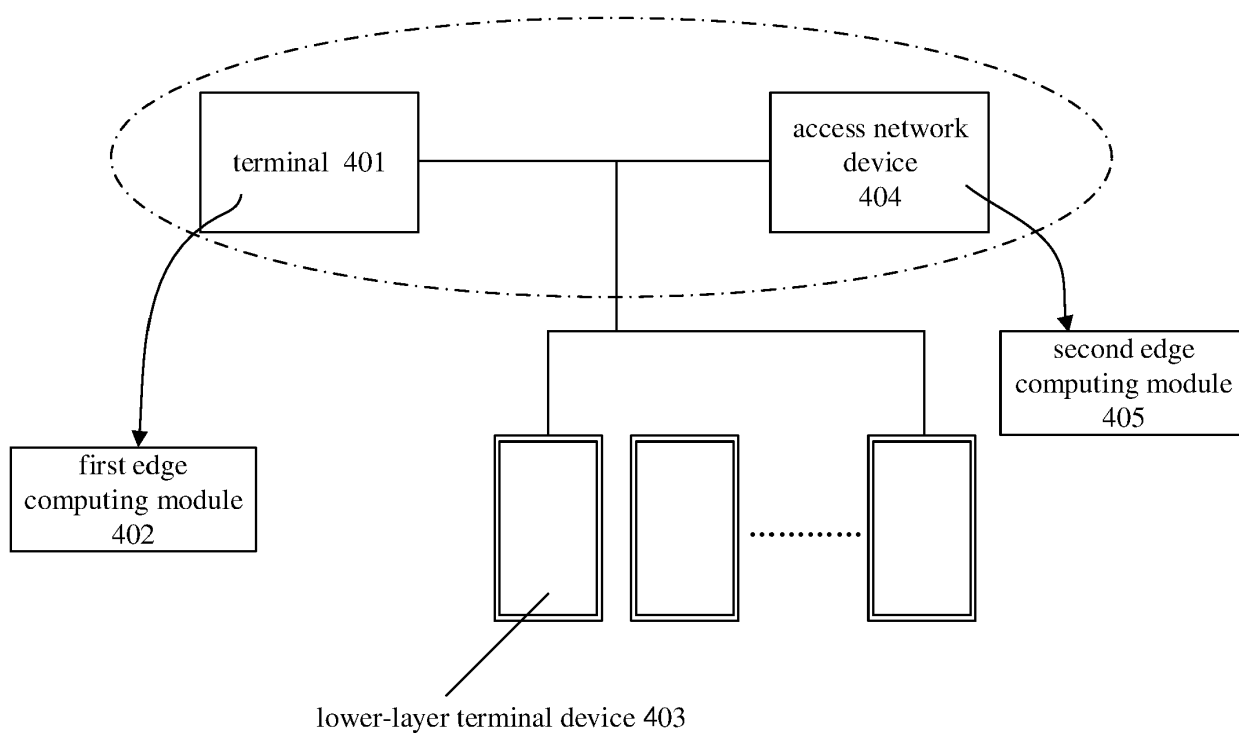 terminal 401
access network
device
404
second edge
computing module
405
first edge
computing module
402
lower-layer terminal device 403